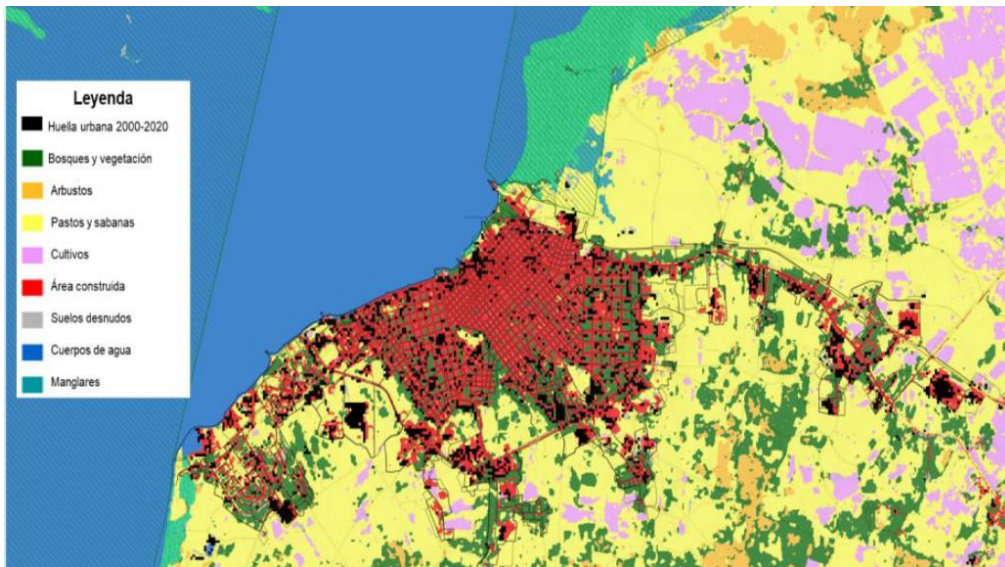 Leyenda
Huella urbana 2000-2020
Bosques y vegetación
Arbustos
Pastos y sabanas
Cultivos
Área construida
Suelos desnudos
Cuerpos de agua
Manglares